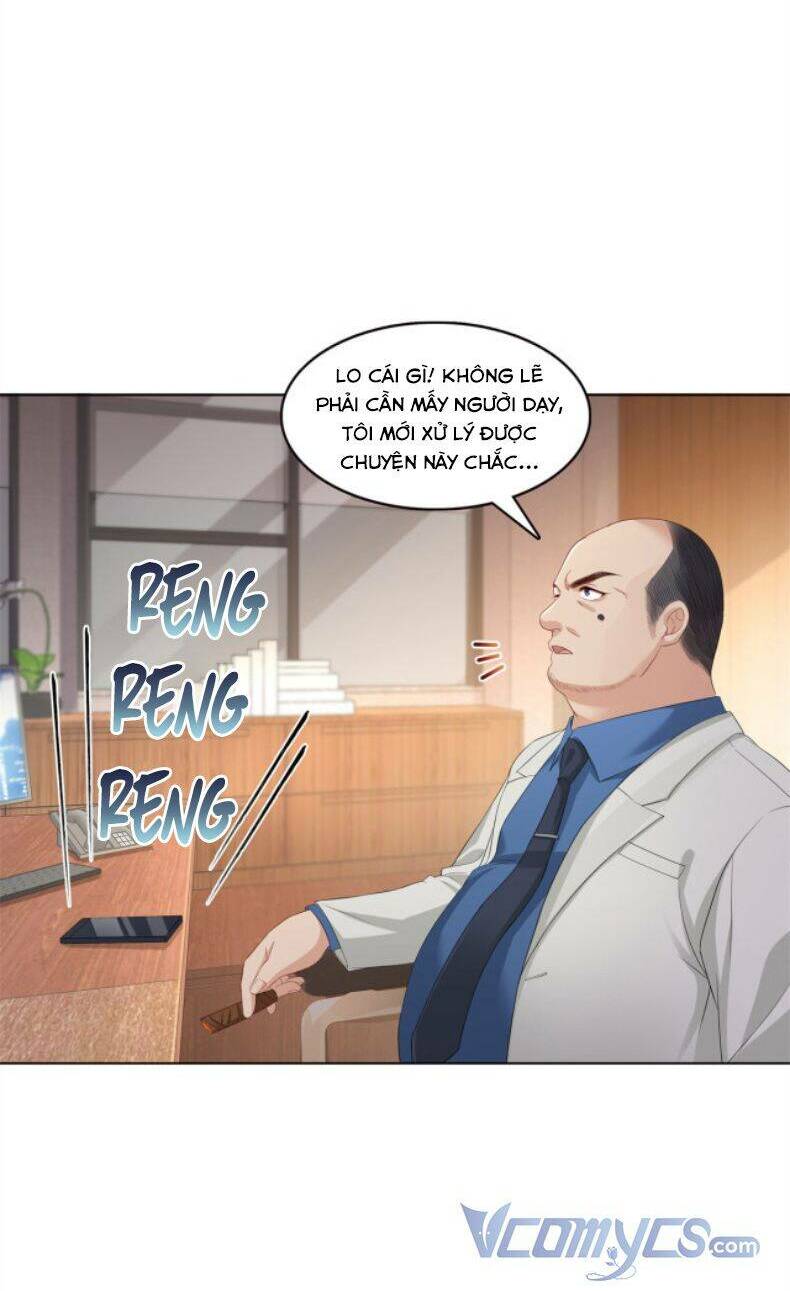 LO CÁI GÌ! KHÔNG LẼ
PHẢI CẦN MẤY NGƯỜI DẠY,
TÔI MỚI XỬ LÝ ĐƯỢC
CHUYỆN NÀY CHẮC...
RENG
RENG
RENG
VCOMYCS.com